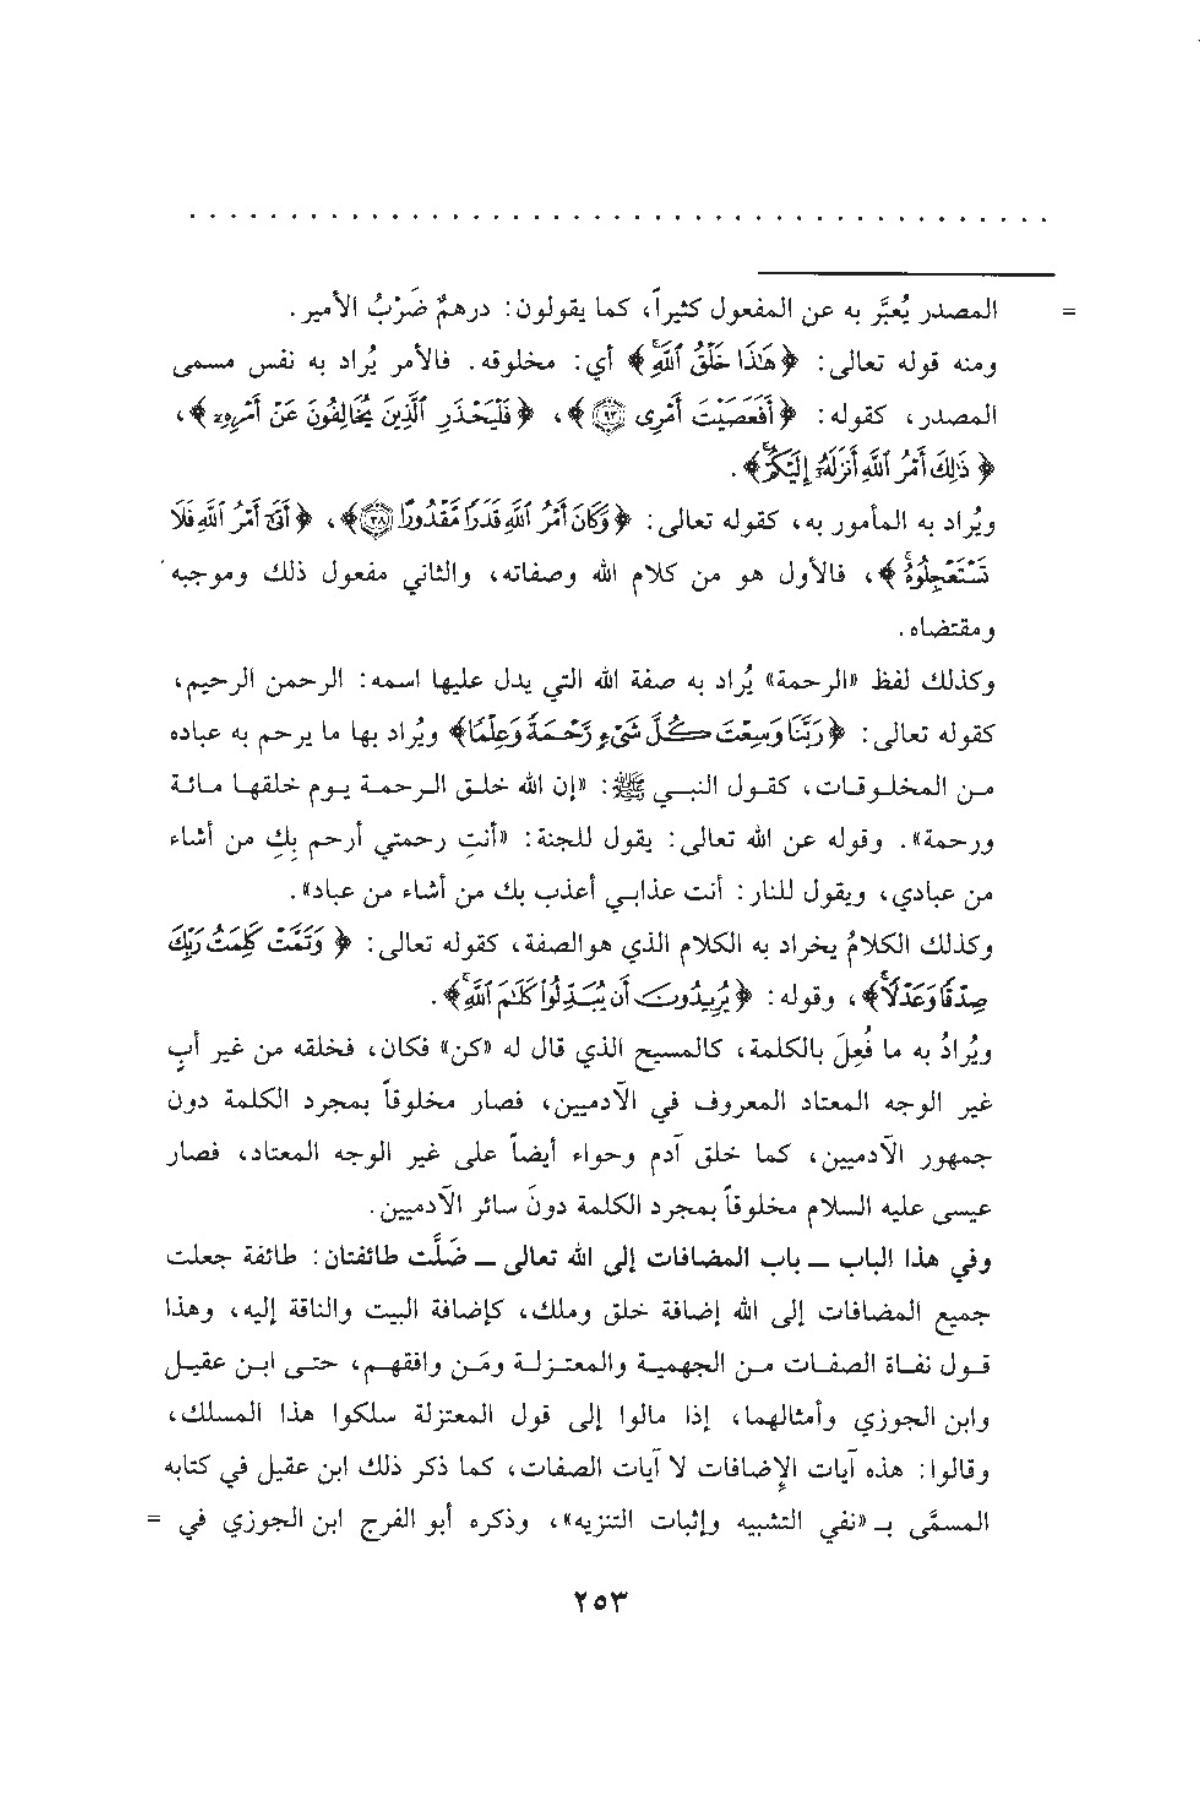 . . . . . . . . . . . . . . . . . . . . . . . . . . . . . . . . . . . . . . . . . . .
= المصدر يُعبَّر به عن المفعول كثيراً، كما يقولون: درهمٌ ضَرْبُ الأمير.
ومنه قوله تعالى: ﴿هَٰذَا خَلْقُ ٱللَّهِۚ﴾ أي: مخلوقه. فالأمر يُراد به نفس مسمى
المصدر، كقوله: ﴿أَفَعَصَيْتَ أَمْرِى ٩٣﴾، ﴿فَلْيَحْذَرِ ٱلَّذِينَ يُخَالِفُونَ عَنْ أَمْرِهِۦ﴾،
﴿ذَٰلِكَ أَمْرُ ٱللَّهِ أَنزَلَهُۥٓ إِلَيْكُمْۚ﴾.
ويُراد به المأمور به، كقوله تعالى: ﴿وَكَانَ أَمْرُ ٱللَّهِ قَدَرًا مَّقْدُورًا ٣٨﴾، ﴿أَتَىٰٓ أَمْرُ ٱللَّهِ فَلَا
تَسْتَعْجِلُوهُۚ﴾، فالأول هو من كلام الله وصفاته، والثاني مفعول ذلك وموجبه
ومقتضاه.
وكذلك لفظ «الرحمة» يُراد به صفة الله التي يدل عليها اسمه: الرحمن الرحيم،
كقوله تعالى: ﴿رَبَّنَا وَسِعْتَ كُلَّ شَىْءٍ رَّحْمَةً وَعِلْمًا﴾ ويُراد بها ما يرحم به عباده
من المخلوقات، كقول النبي ﷺ: «إن الله خلق الرحمة يوم خلقها مائة
ورحمة». وقوله عن الله تعالى: يقول للجنة: «أنتِ رحمتي أرحم بِكِ من أشاء
من عبادي، ويقول للنار: أنت عذابي أعذب بك من أشاء من عباد».
وكذلك الكلامُ يخراد به الكلام الذي هوالصفة، كقوله تعالى: ﴿وَتَمَّتْ كَلِمَتُ رَبِّكَ
صِدْقًا وَعَدْلًاۚ﴾، وقوله: ﴿يُرِيدُونَ أَن يُبَدِّلُوا۟ كَلَٰمَ ٱللَّهِۚ﴾.
ويُرادُ به ما فُعِلَ بالكلمة، كالمسيح الذي قال له «كن» فكان، فخلقه من غير أبٍ
غير الوجه المعتاد المعروف في الآدميين، فصار مخلوقاً بمجرد الكلمة دون
جمهور الآدميين، كما خلق آدم وحواء أيضاً على غير الوجه المعتاد، فصار
عيسى عليه السلام مخلوقاً بمجرد الكلمة دونَ سائر الآدميين.
وفي هذا الباب ــ باب المضافات إلى الله تعالى ــ ضَلَّت طائفتان: طائفة جعلت
جميع المضافات إلى الله إضافة خلق وملك، كإضافة البيت والناقة إليه، وهذا
قول نفاة الصفات من الجهمية والمعتزلة ومَن وافقهم، حتى ابن عقيل
وابن الجوزي وأمثالهما، إذا مالوا إلى قول المعتزلة سلكوا هذا المسلك،
وقالوا: هذه آيات الإضافات لا آيات الصفات، كما ذكر ذلك ابن عقيل في كتابه
المسمَّى بـ «نفي التشبيه وإثبات التنزيه»، وذكره أبو الفرج ابن الجوزي في =
٢٥٣